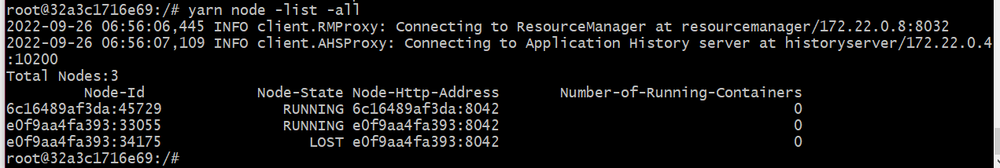 root@32a3c1716e69:/# yarn node -list -all
2022-09-26 06:56:06,445 INFO client.RMProxy: Connecting to ResourceManager at resourcemanager/172.22.0.8:8032
2022-09-26 06:56:07,109 INFO client.AHSProxy: Connecting to Application History server at historyserver/172.22.0.4
:10200
Total Nodes:3
Node-Id Node-State Node-Http-Address Number-of-Running-Containers
6c16489af3da:45729 RUNNING 6c16489af3da:8042 0
e0f9aa4fa393:33055 RUNNING e0f9aa4fa393:8042 0
e0f9aa4fa393:34175 LOST e0f9aa4fa393:8042 0
root@32a3c1716e69:/#